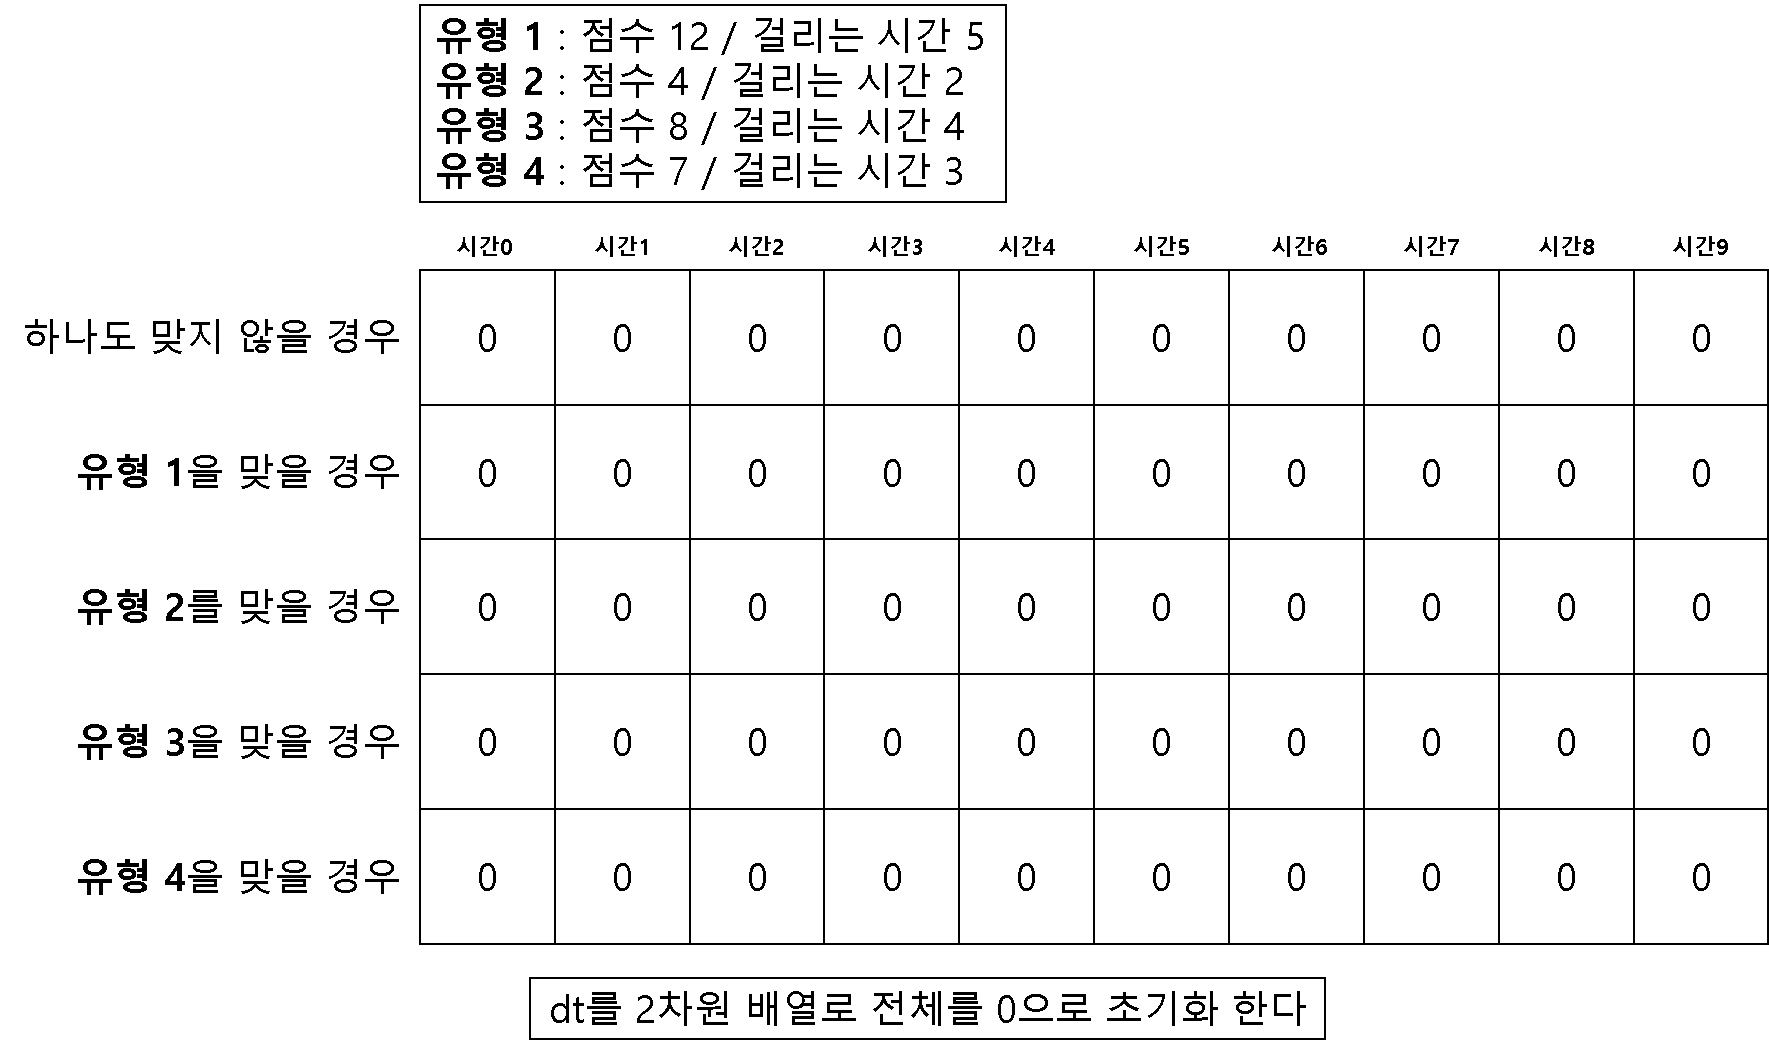 유형 1 : 점수 12 / 걸리는 시간 5
유형 2 : 점수 4 / 걸리는 시간 2
유형 3 : 점수 8 / 걸리는 시간 4
유형 4 : 점수 7 / 걸리는 시간 3
시간0 시간1 시간2 시간3 시간4 시간5 시간6 시간7 시간8 시간9
하나도 맞지 않을 경우 0 0 0 0 0 0 0 0 0 0
유형 1을 맞을 경우 0 0 0 0 0 0 0 0 0 0
유형 2를 맞을 경우 0 0 0 0 0 0 0 0 0 0
유형 3을 맞을 경우 0 0 0 0 0 0 0 0 0 0
유형 4을 맞을 경우 0 0 0 0 0 0 0 0 0 0
dt를 2차원 배열로 전체를 0으로 초기화 한다